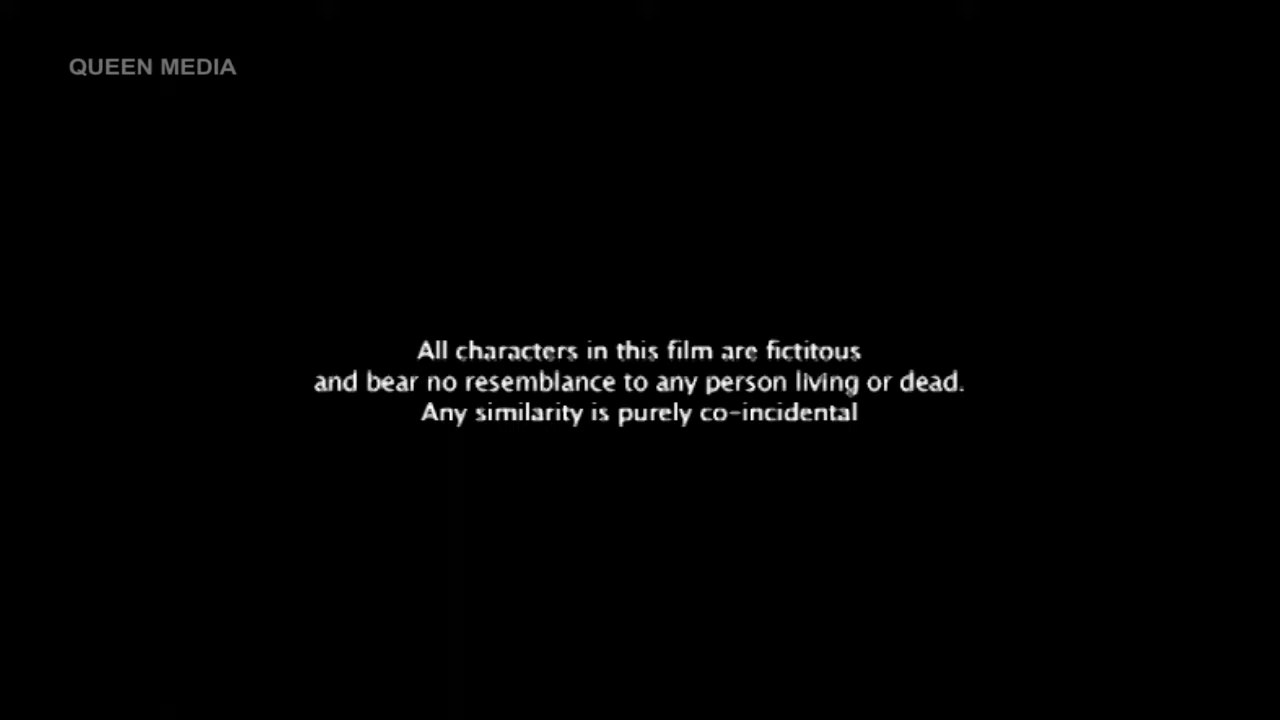 QUEEN MEDIA
All characters in this film are fictitous
and bear no resemblance to any person living or dead.
Any similarity is purely co-incidental